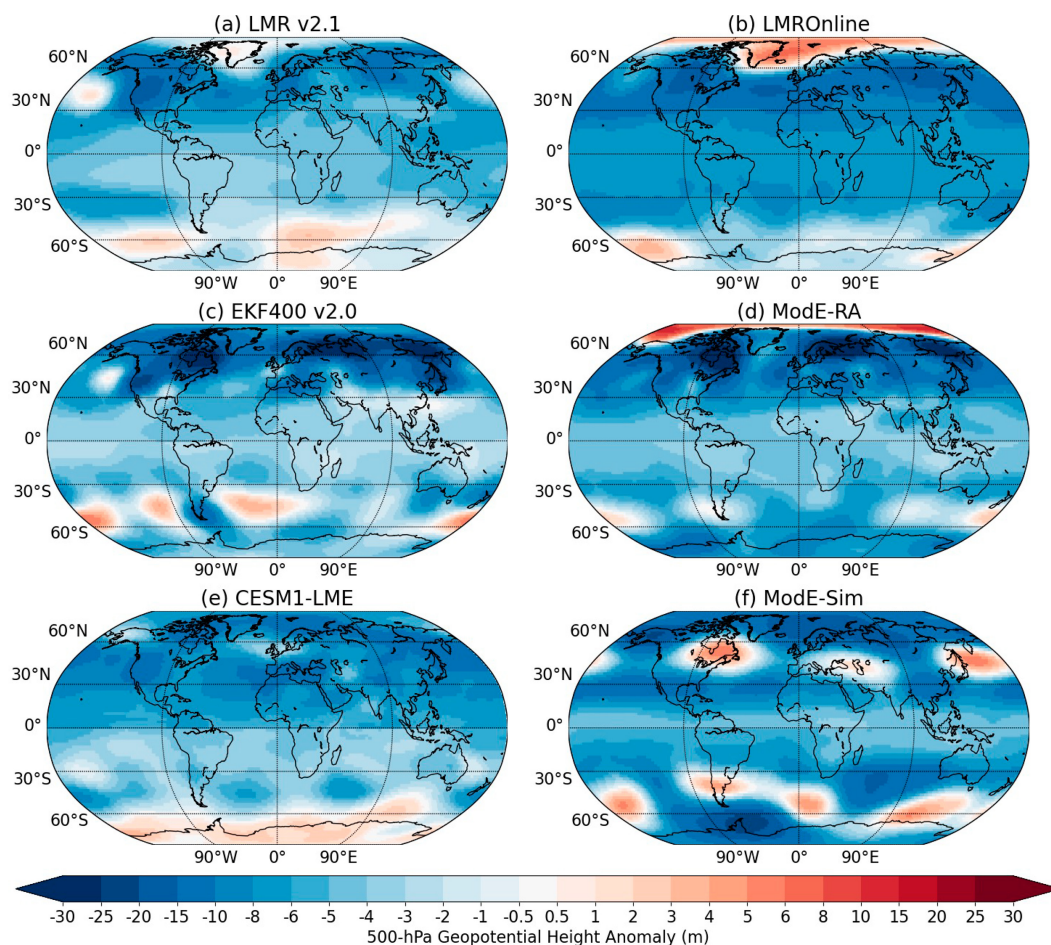 (a) LMR v2.1
(b) LMROnline
60°N
30°N
0°
30°S
60°S
90°W 0° 90°E
60°N
30°N
0°
30°S
60°S
90°W 0° 90°E
(c) EKF400 v2.0
(d) ModE-RA
60°N
30°N
0°
30°S
60°S
90°W 0° 90°E
60°N
30°N
0°
30°S
60°S
90°W 0° 90°E
(e) CESM1-LME
(f) ModE-Sim
60°N
30°N
0°
30°S
60°S
90°W 0° 90°E
60°N
30°N
0°
30°S
60°S
90°W 0° 90°E
-30 -25 -20 -15 -10 -8 -6 -5 -4 -3 -2 -1 -0.5 0.5 1 2 3 4 5 6 8 10 15 20 25 30
500-hPa Geopotential Height Anomaly (m)